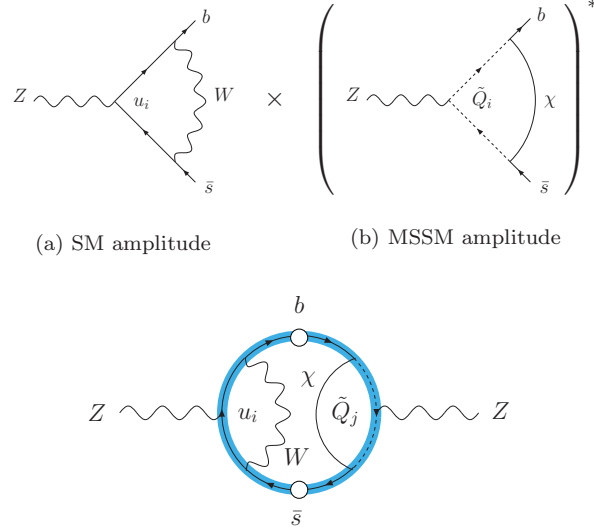 b
Z
u_i
W
s̄
(a) SM amplitude
×
*
b
Z
Q̃_i
χ
s̄
(b) MSSM amplitude
b
Z
u_i
W
χ
Q̃_j
Z
s̄